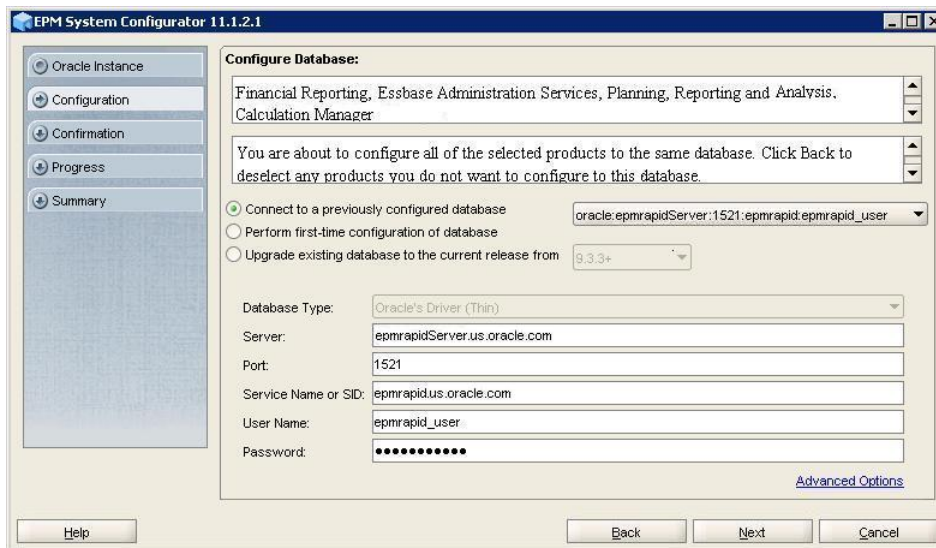 EPM System Configurator 11.1.2.1
Oracle Instance
Configuration
Confirmation
Progress
Summary
Configure Database:
Financial Reporting, Essbase Administration Services, Planning, Reporting and Analysis.
Calculation Manager
You are about to configure all of the selected products to the same database. Click Back to
deselect any products you do not want to configure to this database.
Connect to a previously configured database
oracle:epmrapidServer:1521:epmrapid:epmrapid_user
Perform first-time configuration of database
Upgrade existing database to the current release from
9.3.3+
Database Type:
Oracle's Driver (Thin)
Server:
epmrapidServer.us.oracle.com
Port:
1521
Service Name or SID:
epmrapid.us.oracle.com
User Name:
epmrapid_user
Password:
●●●●●●●●●●●
Advanced Options
Help
Back
Next
Cancel